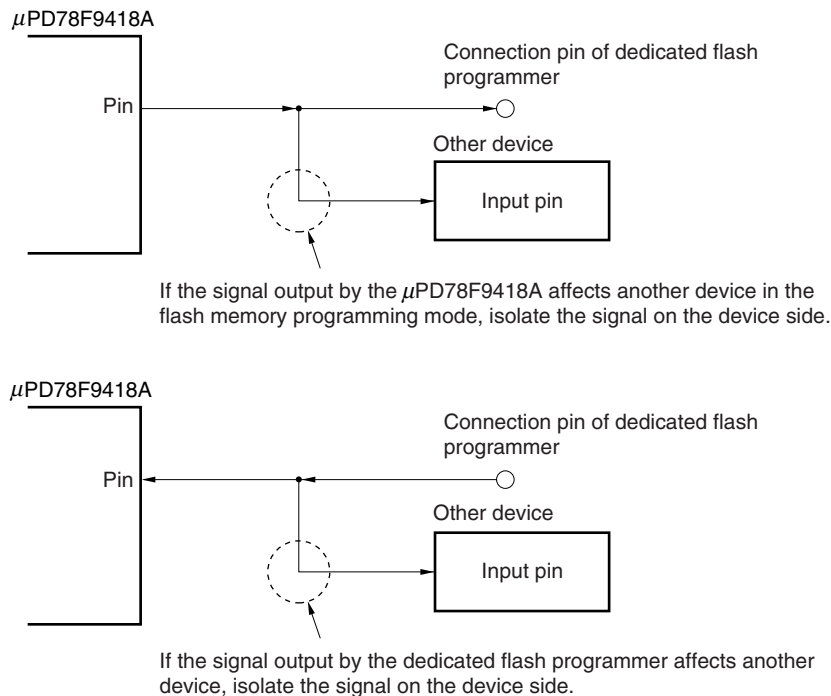 μPD78F9418A
Connection pin of dedicated flash
programmer
Pin
Other device
Input pin
If the signal output by the μPD78F9418A affects another device in the
flash memory programming mode, isolate the signal on the device side.
μPD78F9418A
Connection pin of dedicated flash
programmer
Pin
Other device
Input pin
If the signal output by the dedicated flash programmer affects another
device, isolate the signal on the device side.